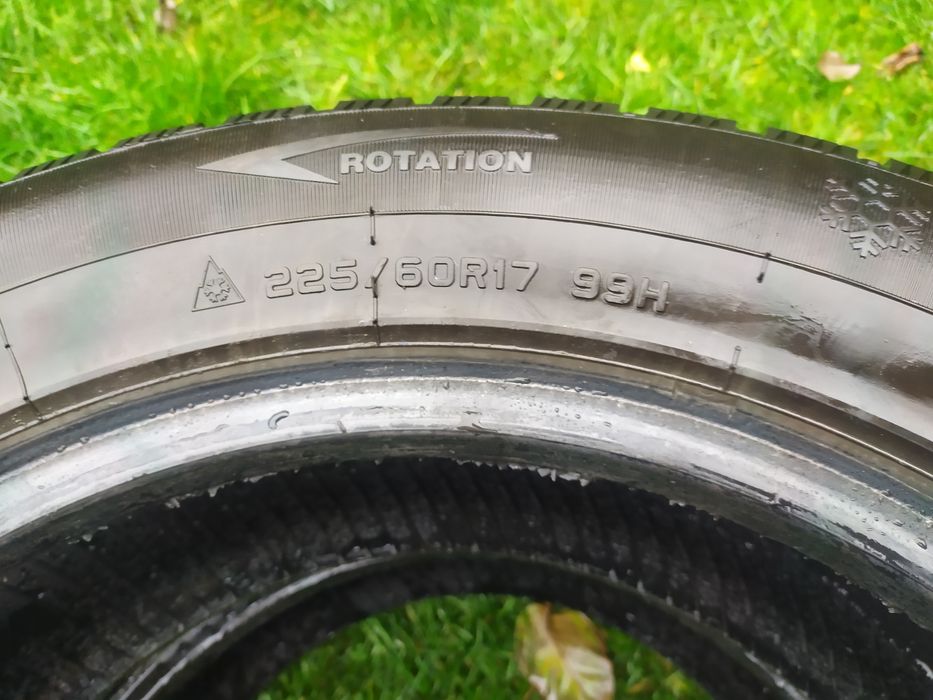 ROTATION
225/60R17 99H